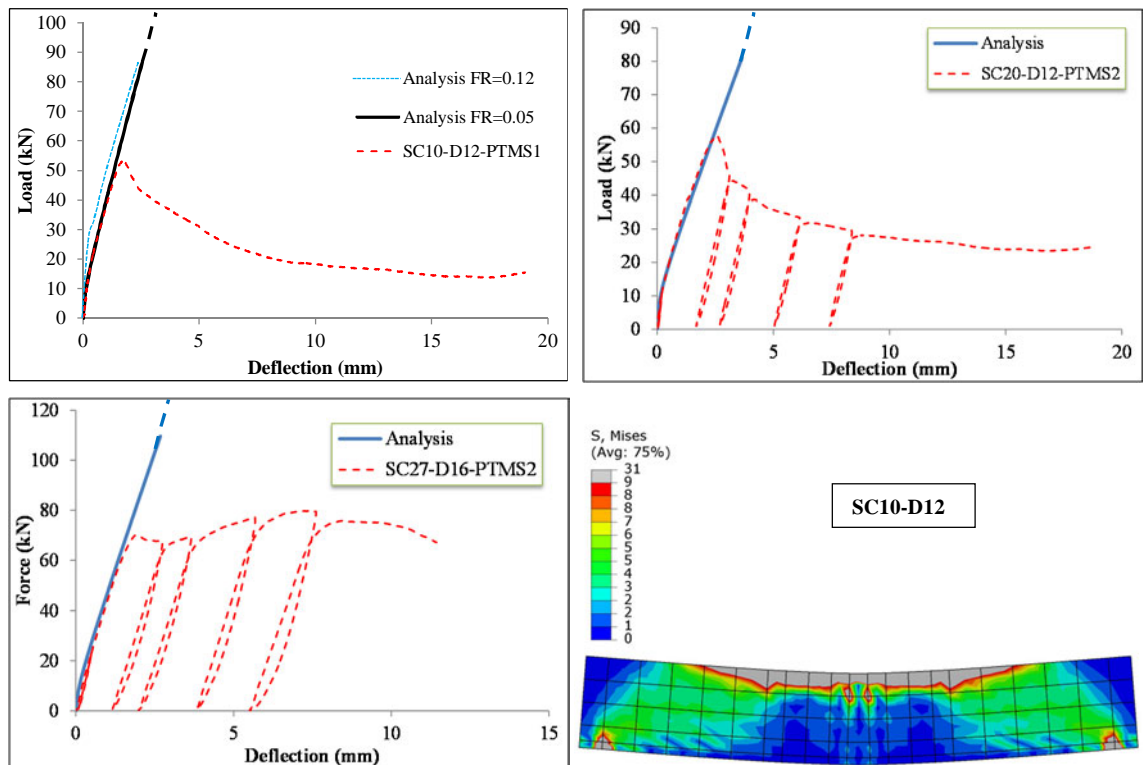 100
90
80
70
60
50
40
30
20
10
0
Load (kN)
Analysis FR=0.12
Analysis FR=0.05
SC10-D12-PTMS1
0 5 10 15 20
Deflection (mm)
90
80
70
60
50
40
30
20
10
0
Load (kN)
Analysis
SC20-D12-PTMS2
0 5 10 15 20
Deflection (mm)
120
100
80
60
40
20
0
Force (kN)
Analysis
SC27-D16-PTMS2
0 5 10 15
Deflection (mm)
S, Mises
(Avg: 75%)
31
9
8
7
6
5
4
3
2
1
0
SC10-D12